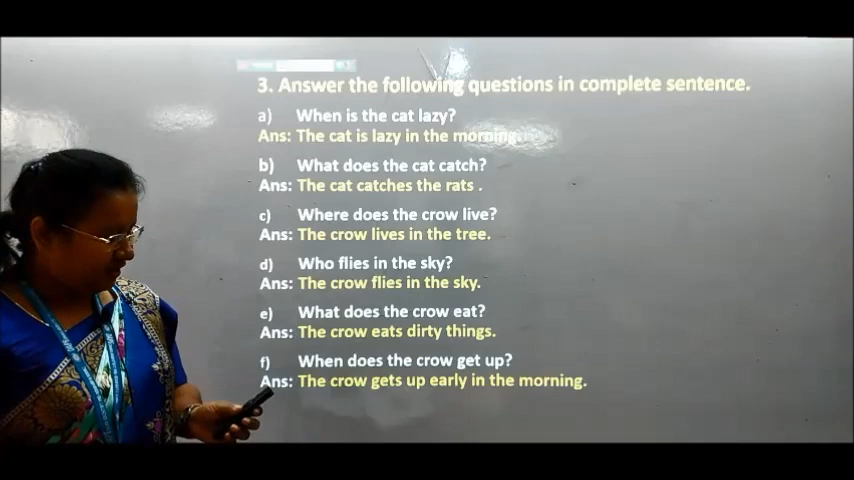 3. Answer the following questions in complete sentence.
a) When is the cat lazy?
Ans: The cat is lazy in the morning.
b) What does the cat catch?
Ans: The cat catches the rats .
c) Where does the crow live?
Ans: The crow lives in the tree.
d) Who flies in the sky?
Ans: The crow flies in the sky.
e) What does the crow eat?
Ans: The crow eats dirty things.
f) When does the crow get up?
Ans: The crow gets up early in the morning.